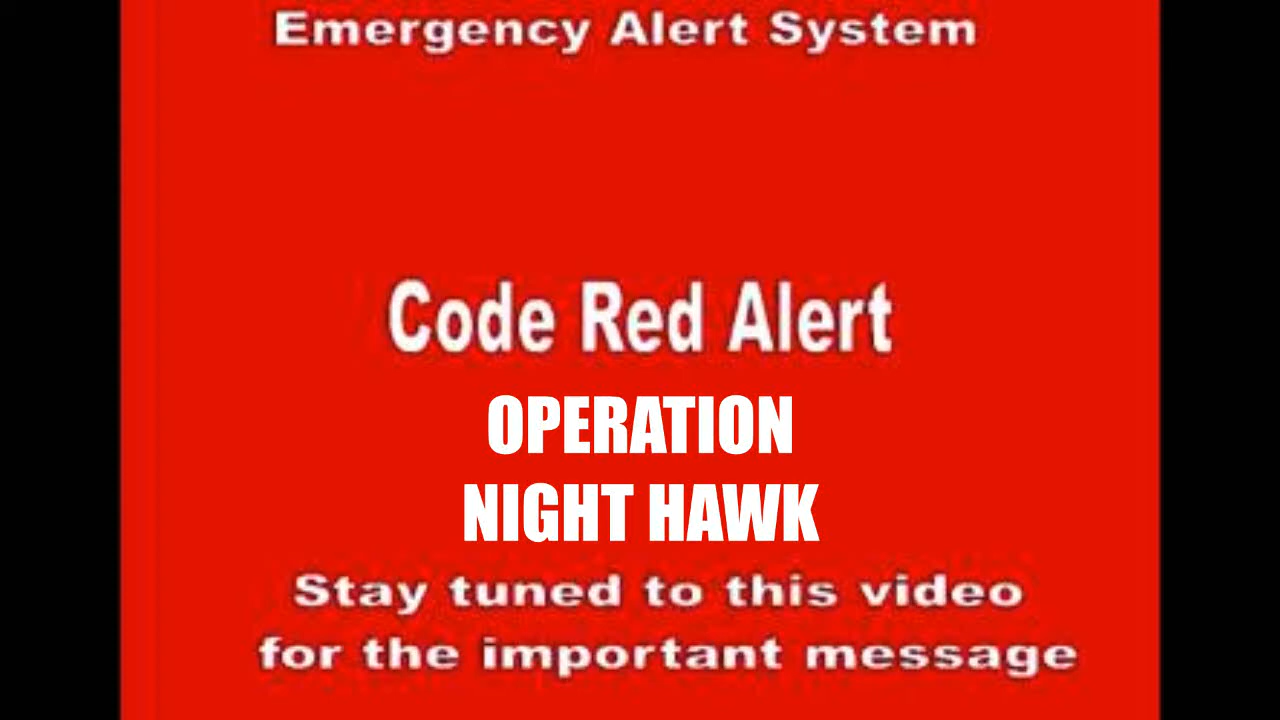 Emergency Alert System
Code Red Alert
OPERATION
NIGHT HAWK
Stay tuned to this video
for the important message